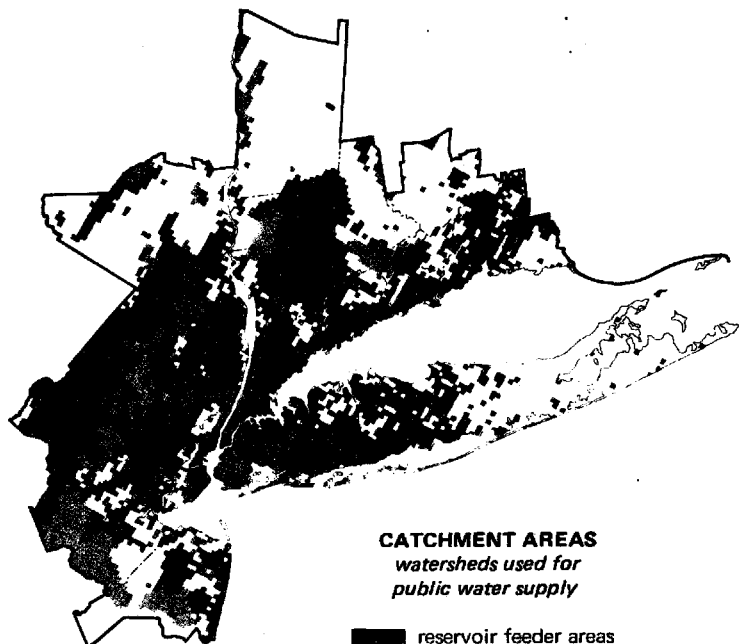 CATCHMENT AREAS
watersheds used for
public water supply
reservoir feeder areas